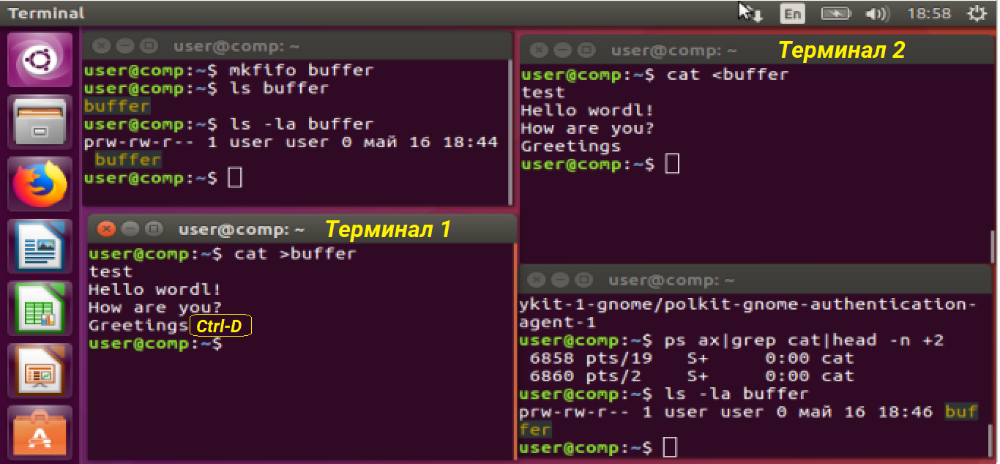 Terminal
En
18:58
user@comp: ~
user@comp:~$ mkfifo buffer
user@comp:~$ ls buffer
buffer
user@comp:~$ ls -la buffer
prw-rw-r-- 1 user user 0 май 16 18:44
buffer
user@comp:~$
user@comp: ~ Терминал 2
user@comp:~$ cat <buffer
test
Hello wordl!
How are you?
Greetings
user@comp:~$
user@comp: ~ Терминал 1
user@comp:~$ cat >buffer
test
Hello wordl!
How are you?
Greetings Ctrl-D
user@comp:~$
user@comp: ~
ykit-1-gnome/polkit-gnome-authentication-
agent-1
user@comp:~$ ps ax|grep cat|head -n +2
6858 pts/19 S+ 0:00 cat
6860 pts/2 S+ 0:00 cat
user@comp:~$ ls -la buffer
prw-rw-r-- 1 user user 0 май 16 18:46 buf
fer
user@comp:~$